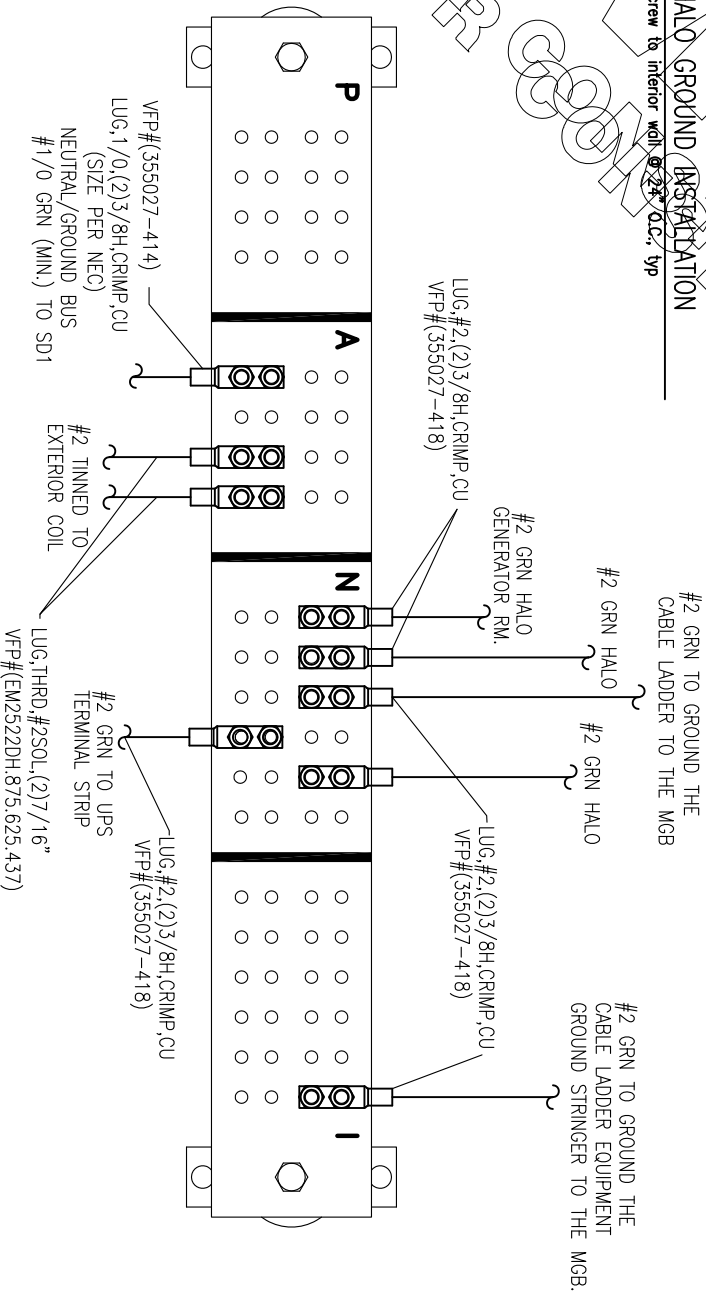 HALO GROUND INSTALLATION
crew to interior wall @ 24" O.C., typ
#2 GRN TO GROUND THE
CABLE LADDER TO THE MGB
#2 GRN HALO
#2 GRN HALO
#2 GRN HALO
GENERATOR RM.
#2 GRN TO GROUND THE
CABLE LADDER EQUIPMENT
GROUND STRINGER TO THE MGB.
LUG,#2,(2)3/8H,CRIMP,CU
VFP#(355027-418)
LUG,#2,(2)3/8H,CRIMP,CU
VFP#(355027-418)
P
A
N
I
VFP#(355027-414)
LUG,1/0,(2)3/8H,CRIMP,CU
(SIZE PER NEC)
NEUTRAL/GROUND BUS
#1/0 GRN (MIN.) TO SD1
#2 TINNED TO
EXTERIOR COIL
LUG,THRD,#2SOL,(2)7/16"
VFP#(EM2522DH.875.625.437)
#2 GRN TO UPS
TERMINAL STRIP
LUG,#2,(2)3/8H,CRIMP,CU
VFP#(355027-418)